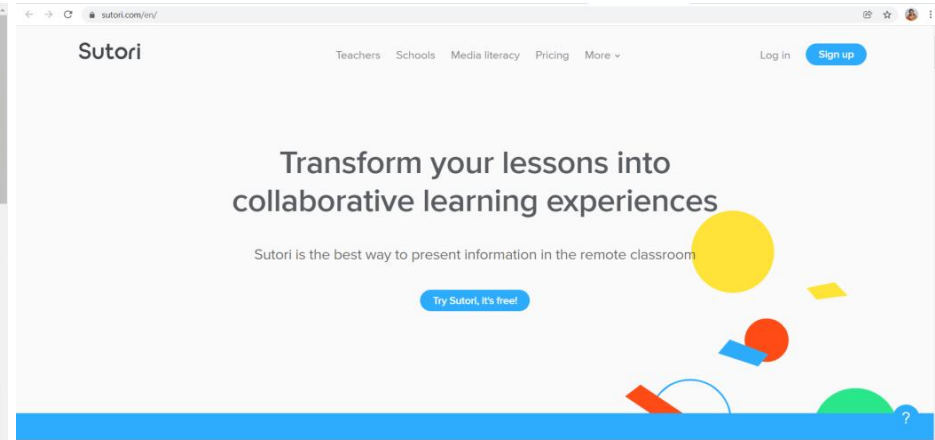 sutori.com/en/
Sutori
Teachers Schools Media literacy Pricing More
Log in Sign up
Transform your lessons into
collaborative learning experiences
Sutori is the best way to present information in the remote classroom
Try Sutori, it's free!
?